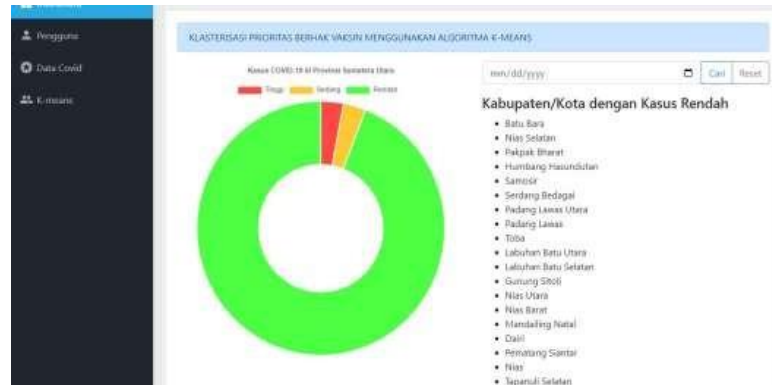 Pengguna
Data Covid
K-means
KLASTERISASI PRIORITAS BERHAK VAKSIN MENGGUNAKAN ALGORITMA K-MEANS
Kasus COVID-19 di Provinsi Sumatera Utara
Tinggi Sedang Rendah
mm/dd/yyyy Cari Reset
Kabupaten/Kota dengan Kasus Rendah
Batu Bara
Nias Selatan
Pakpak Bharat
Humbang Hasundutan
Samosir
Serdang Bedagai
Padang Lawas Utara
Padang Lawas
Toba
Labuhan Batu Utara
Labuhan Batu Selatan
Gunung Sitoli
Nias Utara
Nias Barat
Mandailing Natal
Dairi
Pematang Siantar
Nias
Tapanuli Selatan